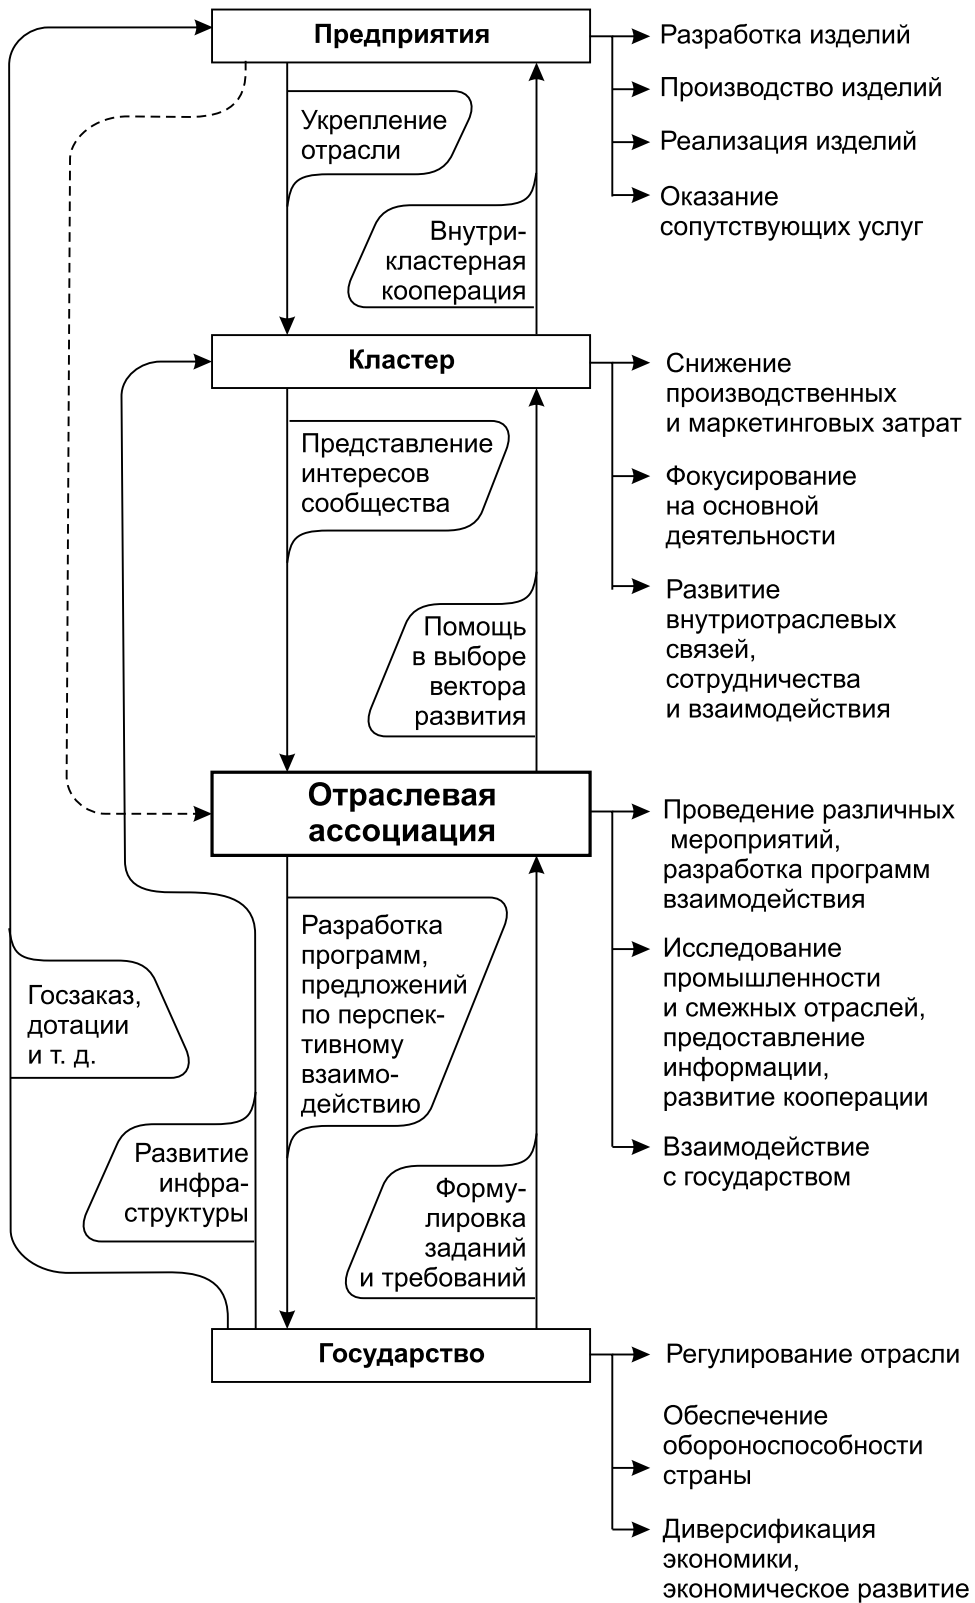 Предприятия
Разработка изделий
Производство изделий
Реализация изделий
Оказание
сопутствующих услуг
Укрепление
отрасли
Внутри-
кластерная
кооперация
Кластер
Снижение
производственных
и маркетинговых затрат
Фокусирование
на основной
деятельности
Развитие
внутриотраслевых
связей,
сотрудничества
и взаимодействия
Представление
интересов
сообщества
Помощь
в выборе
вектора
развития
Отраслевая
ассоциация
Проведение различных
мероприятий,
разработка программ
взаимодействия
Исследование
промышленности
и смежных отраслей,
предоставление
информации,
развитие кооперации
Взаимодействие
с государством
Разработка
программ,
предложений
по перспек-
тивному
взаимо-
действию
Госзаказ,
дотации
и т. д.
Развитие
инфра-
структуры
Форму-
лировка
заданий
и требований
Государство
Регулирование отрасли
Обеспечение
обороноспособности
страны
Диверсификация
экономики,
экономическое развитие